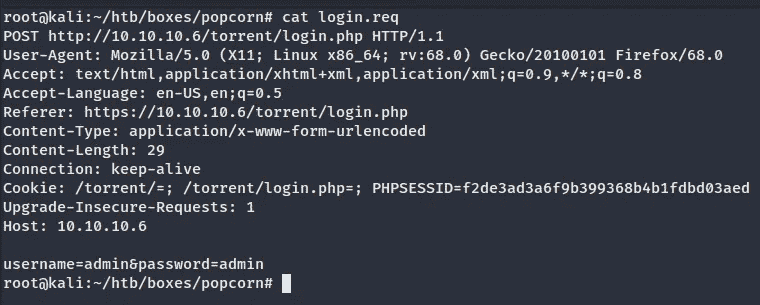 root@kali:~/htb/boxes/popcorn# cat login.req
POST http://10.10.10.6/torrent/login.php HTTP/1.1
User-Agent: Mozilla/5.0 (X11; Linux x86_64; rv:68.0) Gecko/20100101 Firefox/68.0
Accept: text/html,application/xhtml+xml,application/xml;q=0.9,*/*;q=0.8
Accept-Language: en-US,en;q=0.5
Referer: https://10.10.10.6/torrent/login.php
Content-Type: application/x-www-form-urlencoded
Content-Length: 29
Connection: keep-alive
Cookie: /torrent/=; /torrent/login.php=; PHPSESSID=f2de3ad3a6f9b399368b4b1fdbd03aed
Upgrade-Insecure-Requests: 1
Host: 10.10.10.6
username=admin&password=admin
root@kali:~/htb/boxes/popcorn#